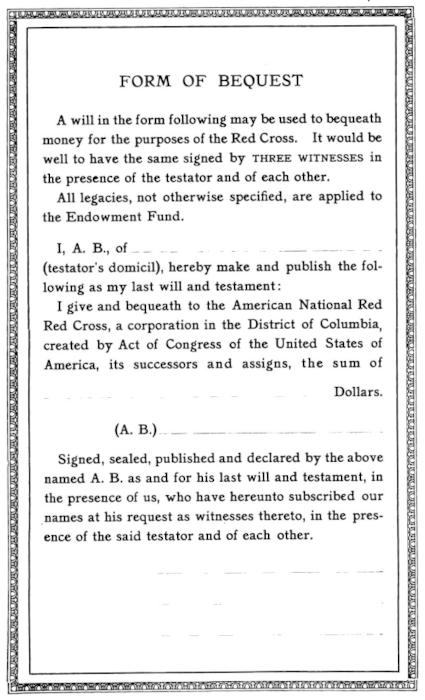 FORM OF BEQUEST
A will in the form following may be used to bequeath
money for the purposes of the Red Cross. It would be
well to have the same signed by THREE WITNESSES in
the presence of the testator and of each other.
All legacies, not otherwise specified, are applied to
the Endowment Fund.
I, A. B., of
(testator's domicil), hereby make and publish the fol-
lowing as my last will and testament:
I give and bequeath to the American National Red
Red Cross, a corporation in the District of Columbia,
created by Act of Congress of the United States of
America, its successors and assigns, the sum of
Dollars.
(A. B.)
Signed, sealed, published and declared by the above
named A. B. as and for his last will and testament, in
the presence of us, who have hereunto subscribed our
names at his request as witnesses thereto, in the pres-
ence of the said testator and of each other.